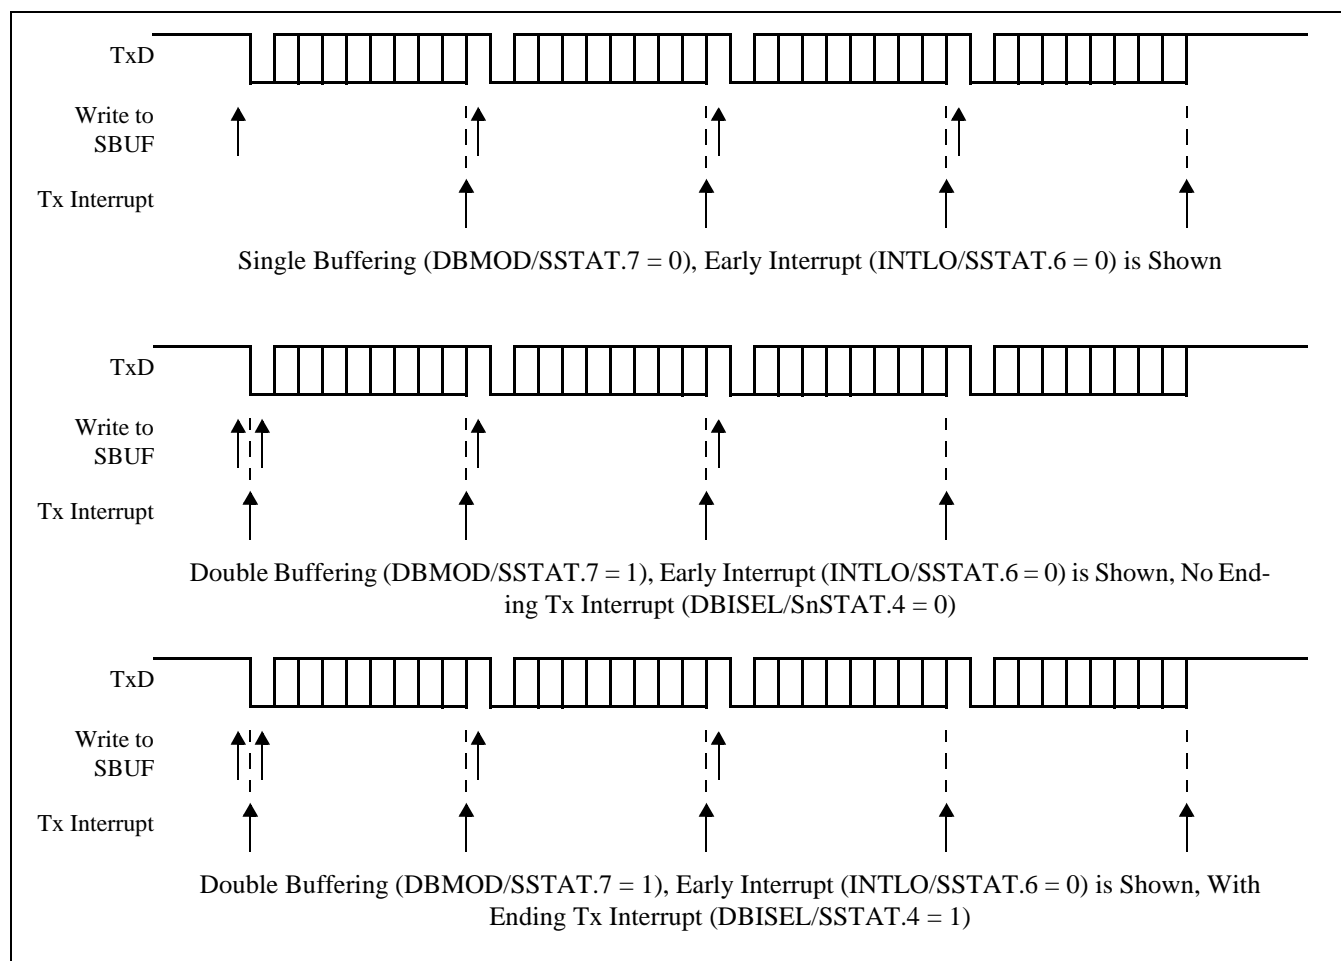 TxD
Write to
SBUF
Tx Interrupt
Single Buffering (DBMOD/SSTAT.7 = 0), Early Interrupt (INTLO/SSTAT.6 = 0) is Shown
TxD
Write to
SBUF
Tx Interrupt
Double Buffering (DBMOD/SSTAT.7 = 1), Early Interrupt (INTLO/SSTAT.6 = 0) is Shown, No End-
ing Tx Interrupt (DBISEL/SnSTAT.4 = 0)
TxD
Write to
SBUF
Tx Interrupt
Double Buffering (DBMOD/SSTAT.7 = 1), Early Interrupt (INTLO/SSTAT.6 = 0) is Shown, With
Ending Tx Interrupt (DBISEL/SSTAT.4 = 1)